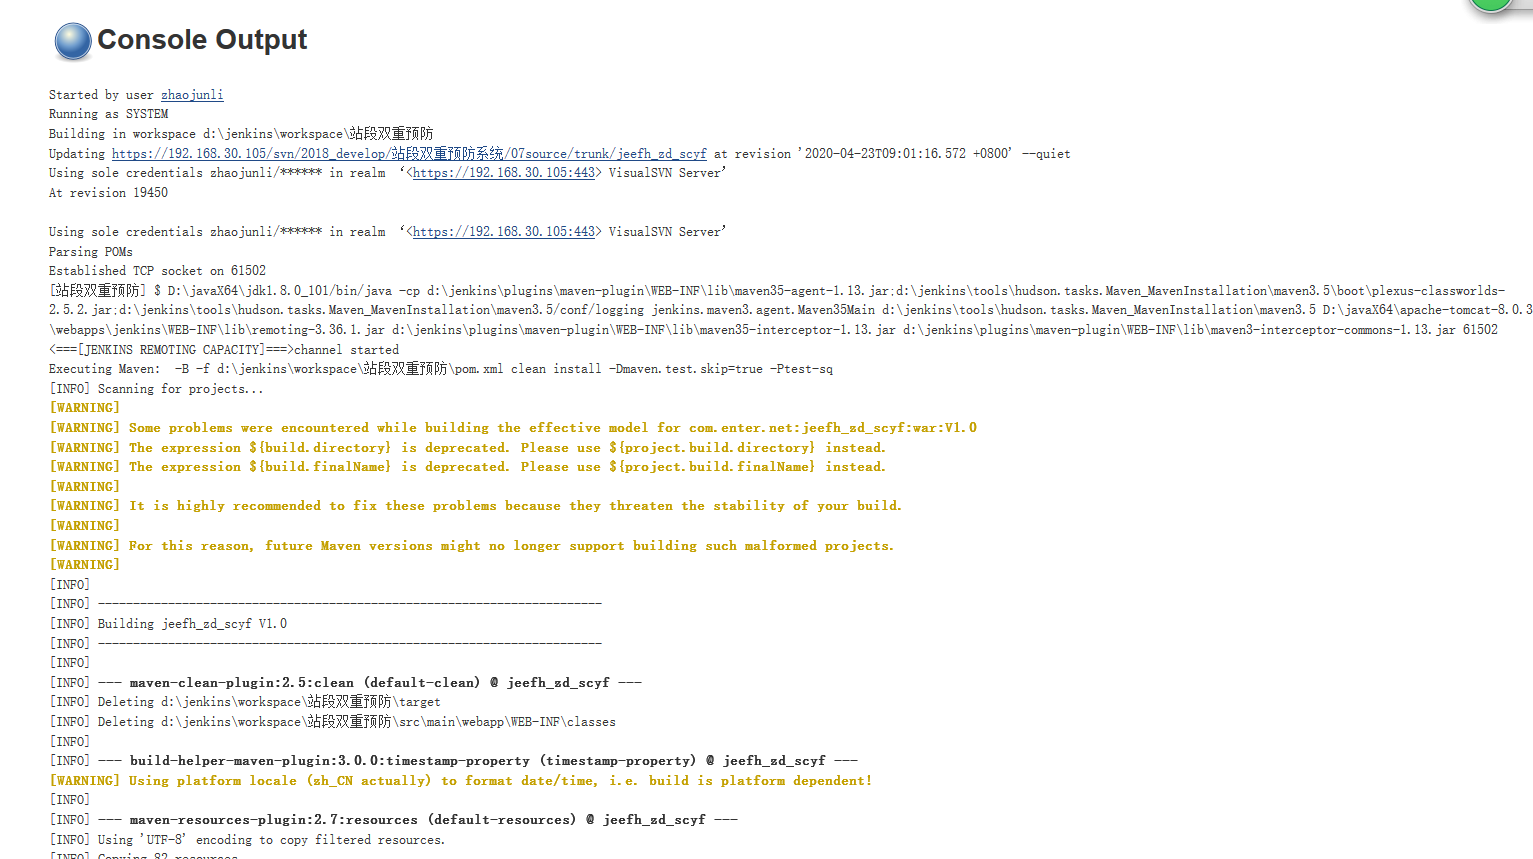 Console Output
Started by user zhaojunli
Running as SYSTEM
Building in workspace d:\jenkins\workspace\站段双重预防
Updating https://192.168.30.105/svn/2018_develop/站段双重预防系统/07source/trunk/jeefh_zd_scyf at revision '2020-04-23T09:01:16.572 +0800' --quiet
Using sole credentials zhaojunli/****** in realm ‘<https://192.168.30.105:443> VisualSVN Server’
At revision 19450
Using sole credentials zhaojunli/****** in realm ‘<https://192.168.30.105:443> VisualSVN Server’
Parsing POMs
Established TCP socket on 61502
[站段双重预防] $ D:\javaX64\jdk1.8.0_101/bin/java -cp d:\jenkins\plugins\maven-plugin\WEB-INF\lib\maven35-agent-1.13.jar;d:\jenkins\tools\hudson.tasks.Maven_MavenInstallation\maven3.5\boot\plexus-classworlds-
2.5.2.jar;d:\jenkins\tools\hudson.tasks.Maven_MavenInstallation\maven3.5/conf/logging jenkins.maven3.agent.Maven35Main d:\jenkins\tools\hudson.tasks.Maven_MavenInstallation\maven3.5 D:\javaX64\apache-tomcat-8.0.3
\webapps\jenkins\WEB-INF\lib\remoting-3.36.1.jar d:\jenkins\plugins\maven-plugin\WEB-INF\lib\maven35-interceptor-1.13.jar d:\jenkins\plugins\maven-plugin\WEB-INF\lib\maven3-interceptor-commons-1.13.jar 61502
<===[JENKINS REMOTING CAPACITY]===>channel started
Executing Maven:  -B -f d:\jenkins\workspace\站段双重预防\pom.xml clean install -Dmaven.test.skip=true -Ptest-sq
[INFO] Scanning for projects...
[WARNING]
[WARNING] Some problems were encountered while building the effective model for com.enter.net:jeefh_zd_scyf:war:V1.0
[WARNING] The expression ${build.directory} is deprecated. Please use ${project.build.directory} instead.
[WARNING] The expression ${build.finalName} is deprecated. Please use ${project.build.finalName} instead.
[WARNING]
[WARNING] It is highly recommended to fix these problems because they threaten the stability of your build.
[WARNING]
[WARNING] For this reason, future Maven versions might no longer support building such malformed projects.
[WARNING]
[INFO]
[INFO] ------------------------------------------------------------------------
[INFO] Building jeefh_zd_scyf V1.0
[INFO] ------------------------------------------------------------------------
[INFO]
[INFO] --- maven-clean-plugin:2.5:clean (default-clean) @ jeefh_zd_scyf ---
[INFO] Deleting d:\jenkins\workspace\站段双重预防\target
[INFO] Deleting d:\jenkins\workspace\站段双重预防\src\main\webapp\WEB-INF\classes
[INFO]
[INFO] --- build-helper-maven-plugin:3.0.0:timestamp-property (timestamp-property) @ jeefh_zd_scyf ---
[WARNING] Using platform locale (zh_CN actually) to format date/time, i.e. build is platform dependent!
[INFO]
[INFO] --- maven-resources-plugin:2.7:resources (default-resources) @ jeefh_zd_scyf ---
[INFO] Using 'UTF-8' encoding to copy filtered resources.
[INFO] Copying 82 resources